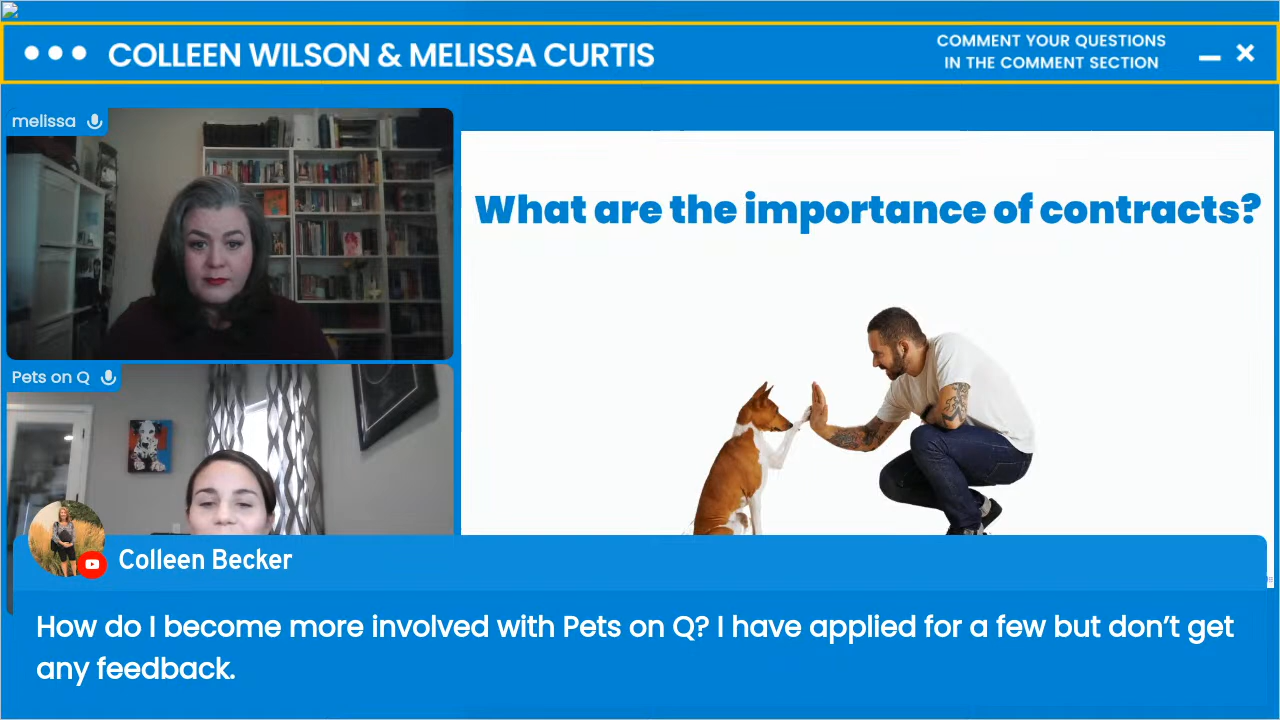 COLLEEN WILSON & MELISSA CURTIS
COMMENT YOUR QUESTIONS
IN THE COMMENT SECTION
melissa
What are the importance of contracts?
Pets on Q
Colleen Becker
How do I become more involved with Pets on Q? I have applied for a few but don’t get
any feedback.